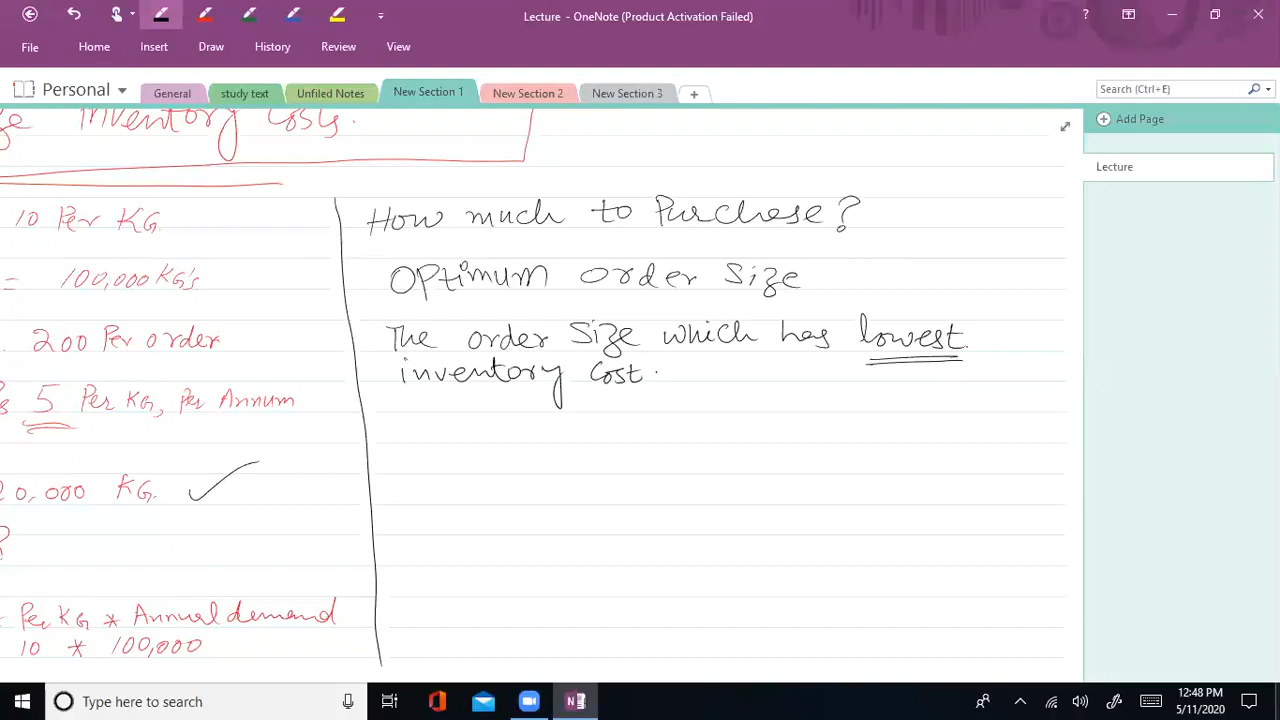 Lecture - OneNote (Product Activation Failed)
File Home Insert Draw History Review View
Personal General study text Unfiled Notes New Section 1 New Section 2 New Section 3 Search (Ctrl+E)
Add Page
Lecture
inventory Costs.
10 Per KG.
= 100,000 KG's
200 Per order
5 Per KG, Per Annum
0,000 KG.
= Per KG * Annual demand
10 * 100,000
How much to Purchase?
Optimum order Size
The order Size which has lowest
inventory Cost.
Type here to search
12:48 PM
5/11/2020